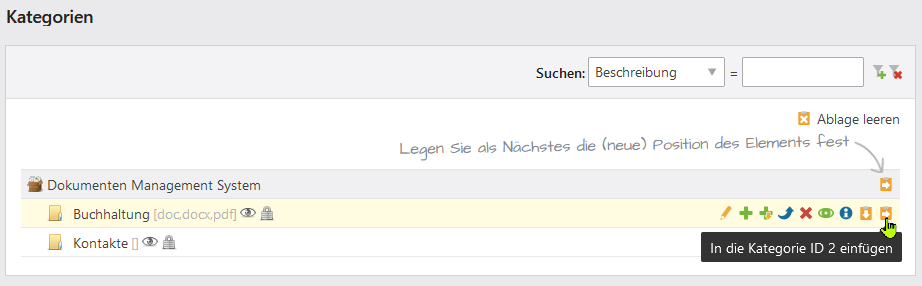 Kategorien
Suchen: Beschreibung =
Ablage leeren
Legen Sie als Nächstes die (neue) Position des Elements fest
Dokumenten Management System
Buchhaltung [doc,docx,pdf]
Kontakte []
In die Kategorie ID 2 einfügen